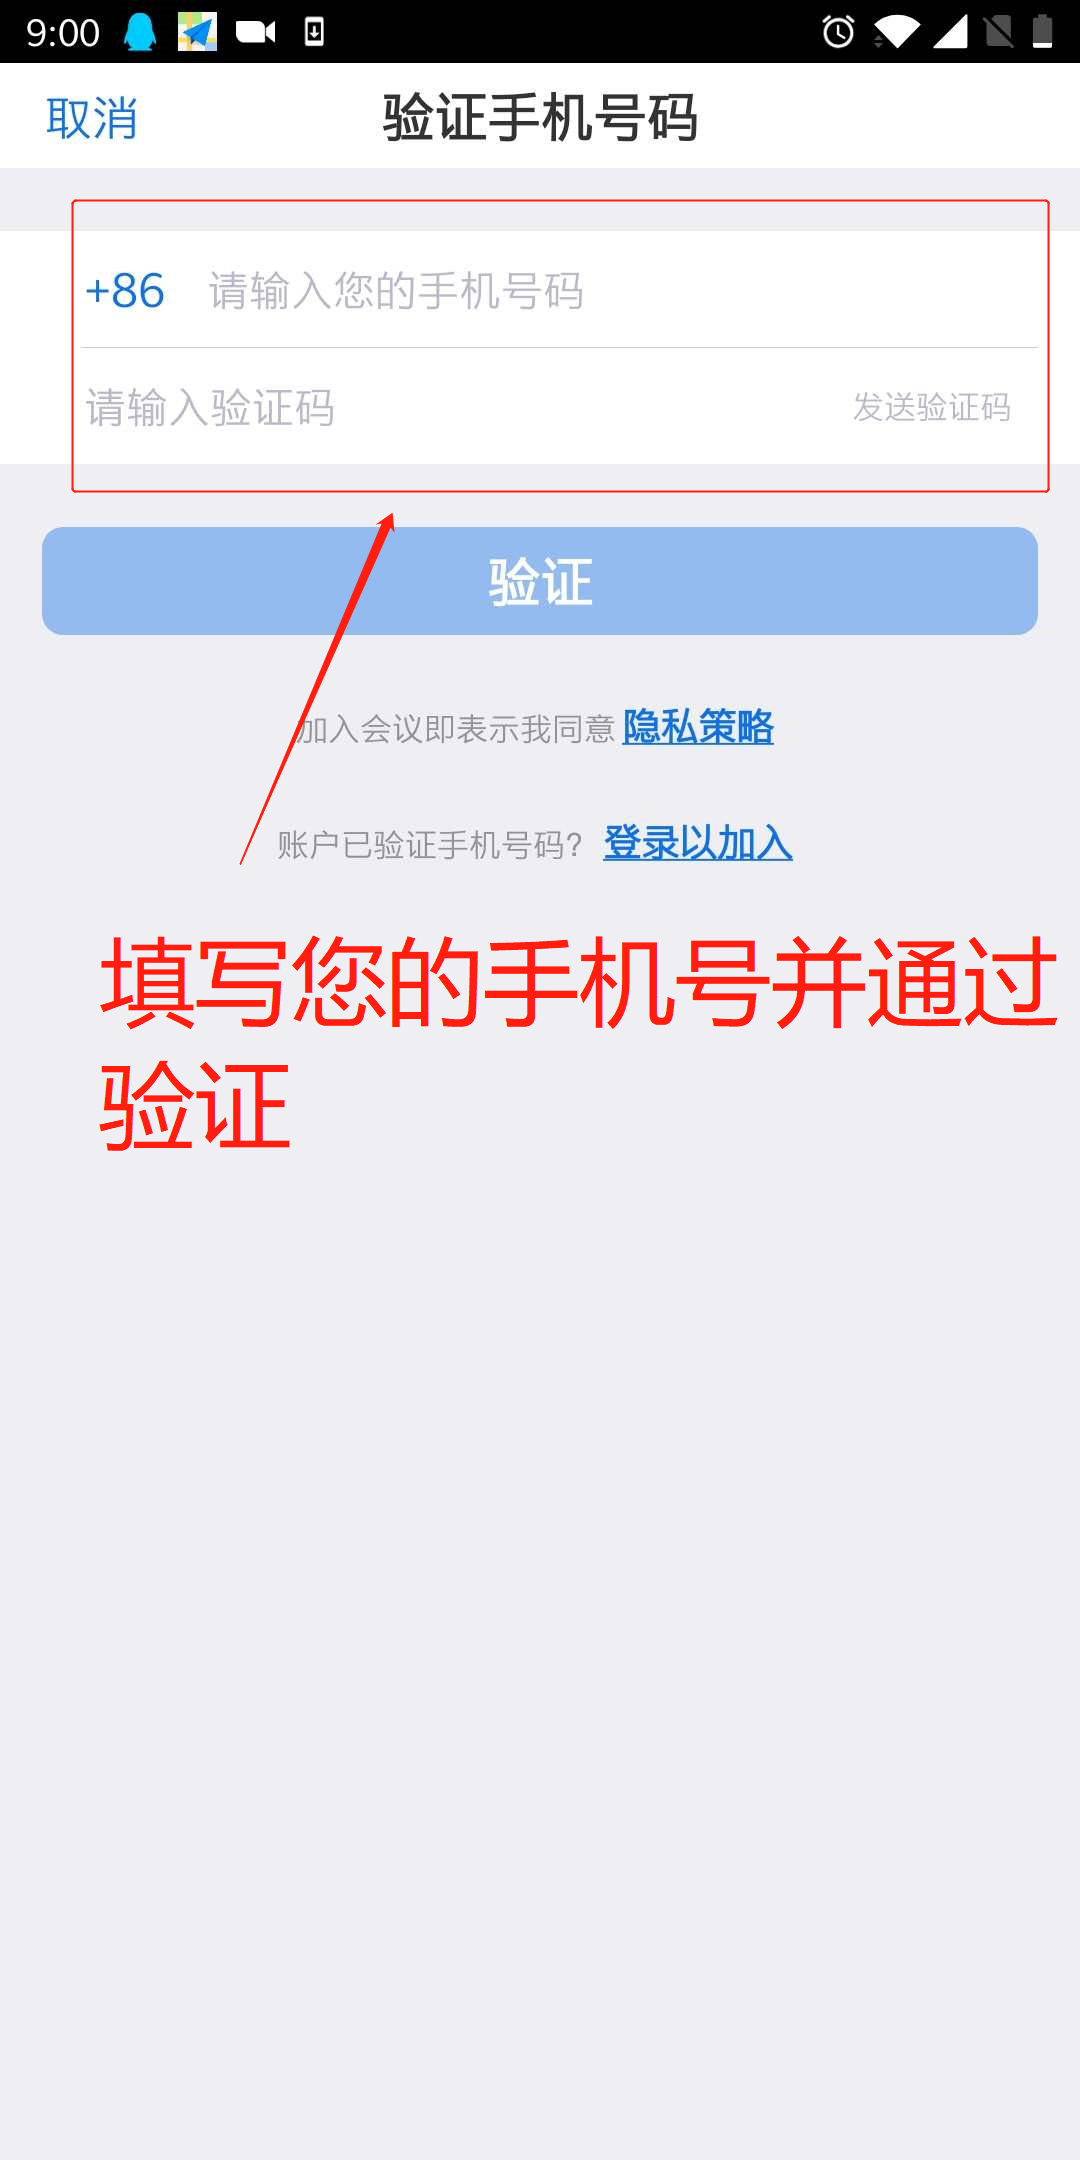 9:00
取消
验证手机号码
+86 请输入您的手机号码
请输入验证码 发送验证码
验证
加入会议即表示我同意 隐私策略
账户已验证手机号码? 登录以加入
填写您的手机号并通过
验证